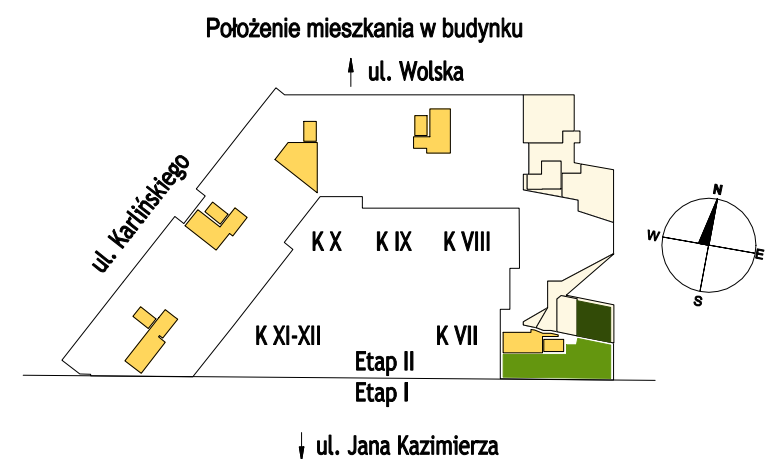 Położenie mieszkania w budynku
ul. Wolska
ul. Karlińskiego
N
W
E
S
K X
K IX
K VIII
K XI-XII
K VII
Etap II
Etap I
ul. Jana Kazimierza